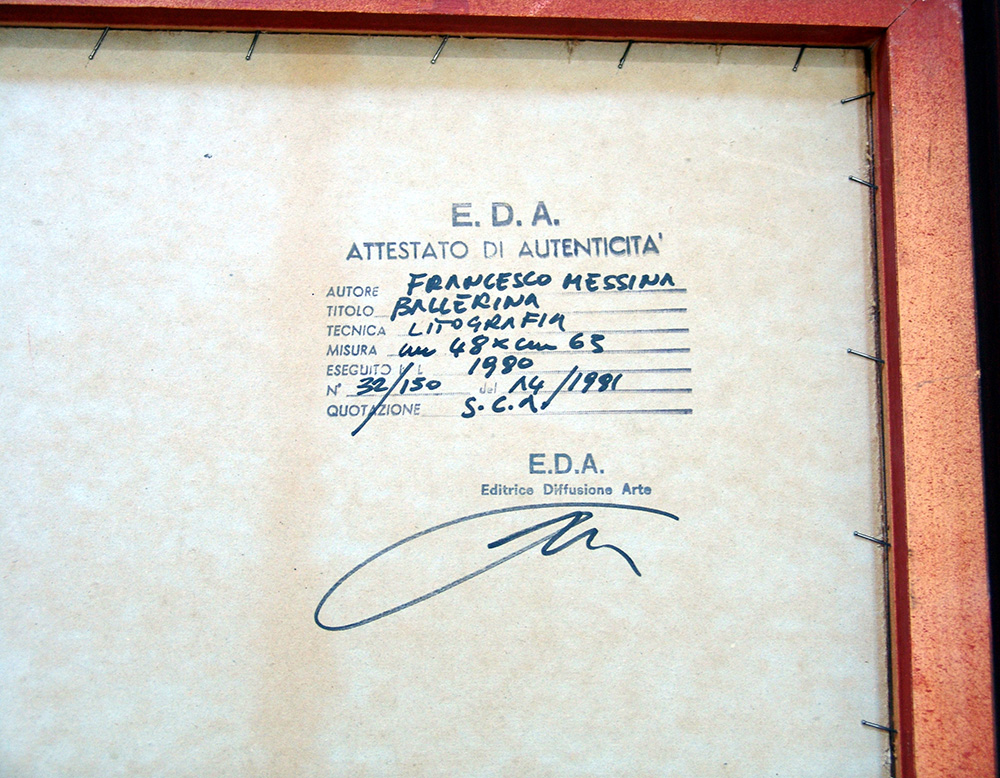 E. D. A.
ATTESTATO DI AUTENTICITA'
AUTORE FRANCESCO MESSINA
TITOLO BALLERINA
TECNICA LITOGRAFIA
MISURA cm 48 x cm 63
ESEGUITO 1980
N° 32/150 del 14/1981
QUOTAZIONE S.C.A.
E.D.A.
Editrice Diffusione Arte